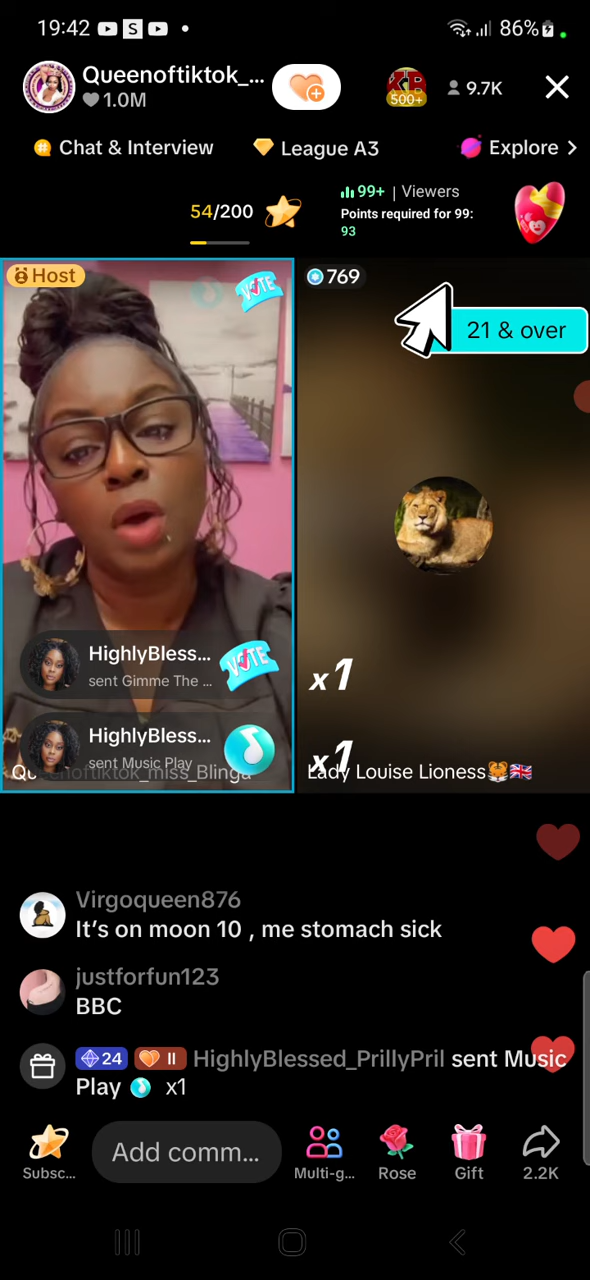 19:42
86%
Queenoftiktok_...
1.0M
500+
9.7K
Chat & Interview
League A3
Explore
54/200
99+ | Viewers
Points required for 99:
93
Host
VOTE
769
21 & over
HighlyBless...
sent Gimme The ...
VOTE
x1
HighlyBless...
sent Music Play
x1
Queenoftiktok_miss_Blinga
Lady Louise Lioness🐯🇬🇧
Virgoqueen876
It's on moon 10 , me stomach sick
justforfun123
BBC
24 II HighlyBlessed_PrillyPril sent Music
Play x1
Subsc...
Add comm...
Multi-g...
Rose
Gift
2.2K